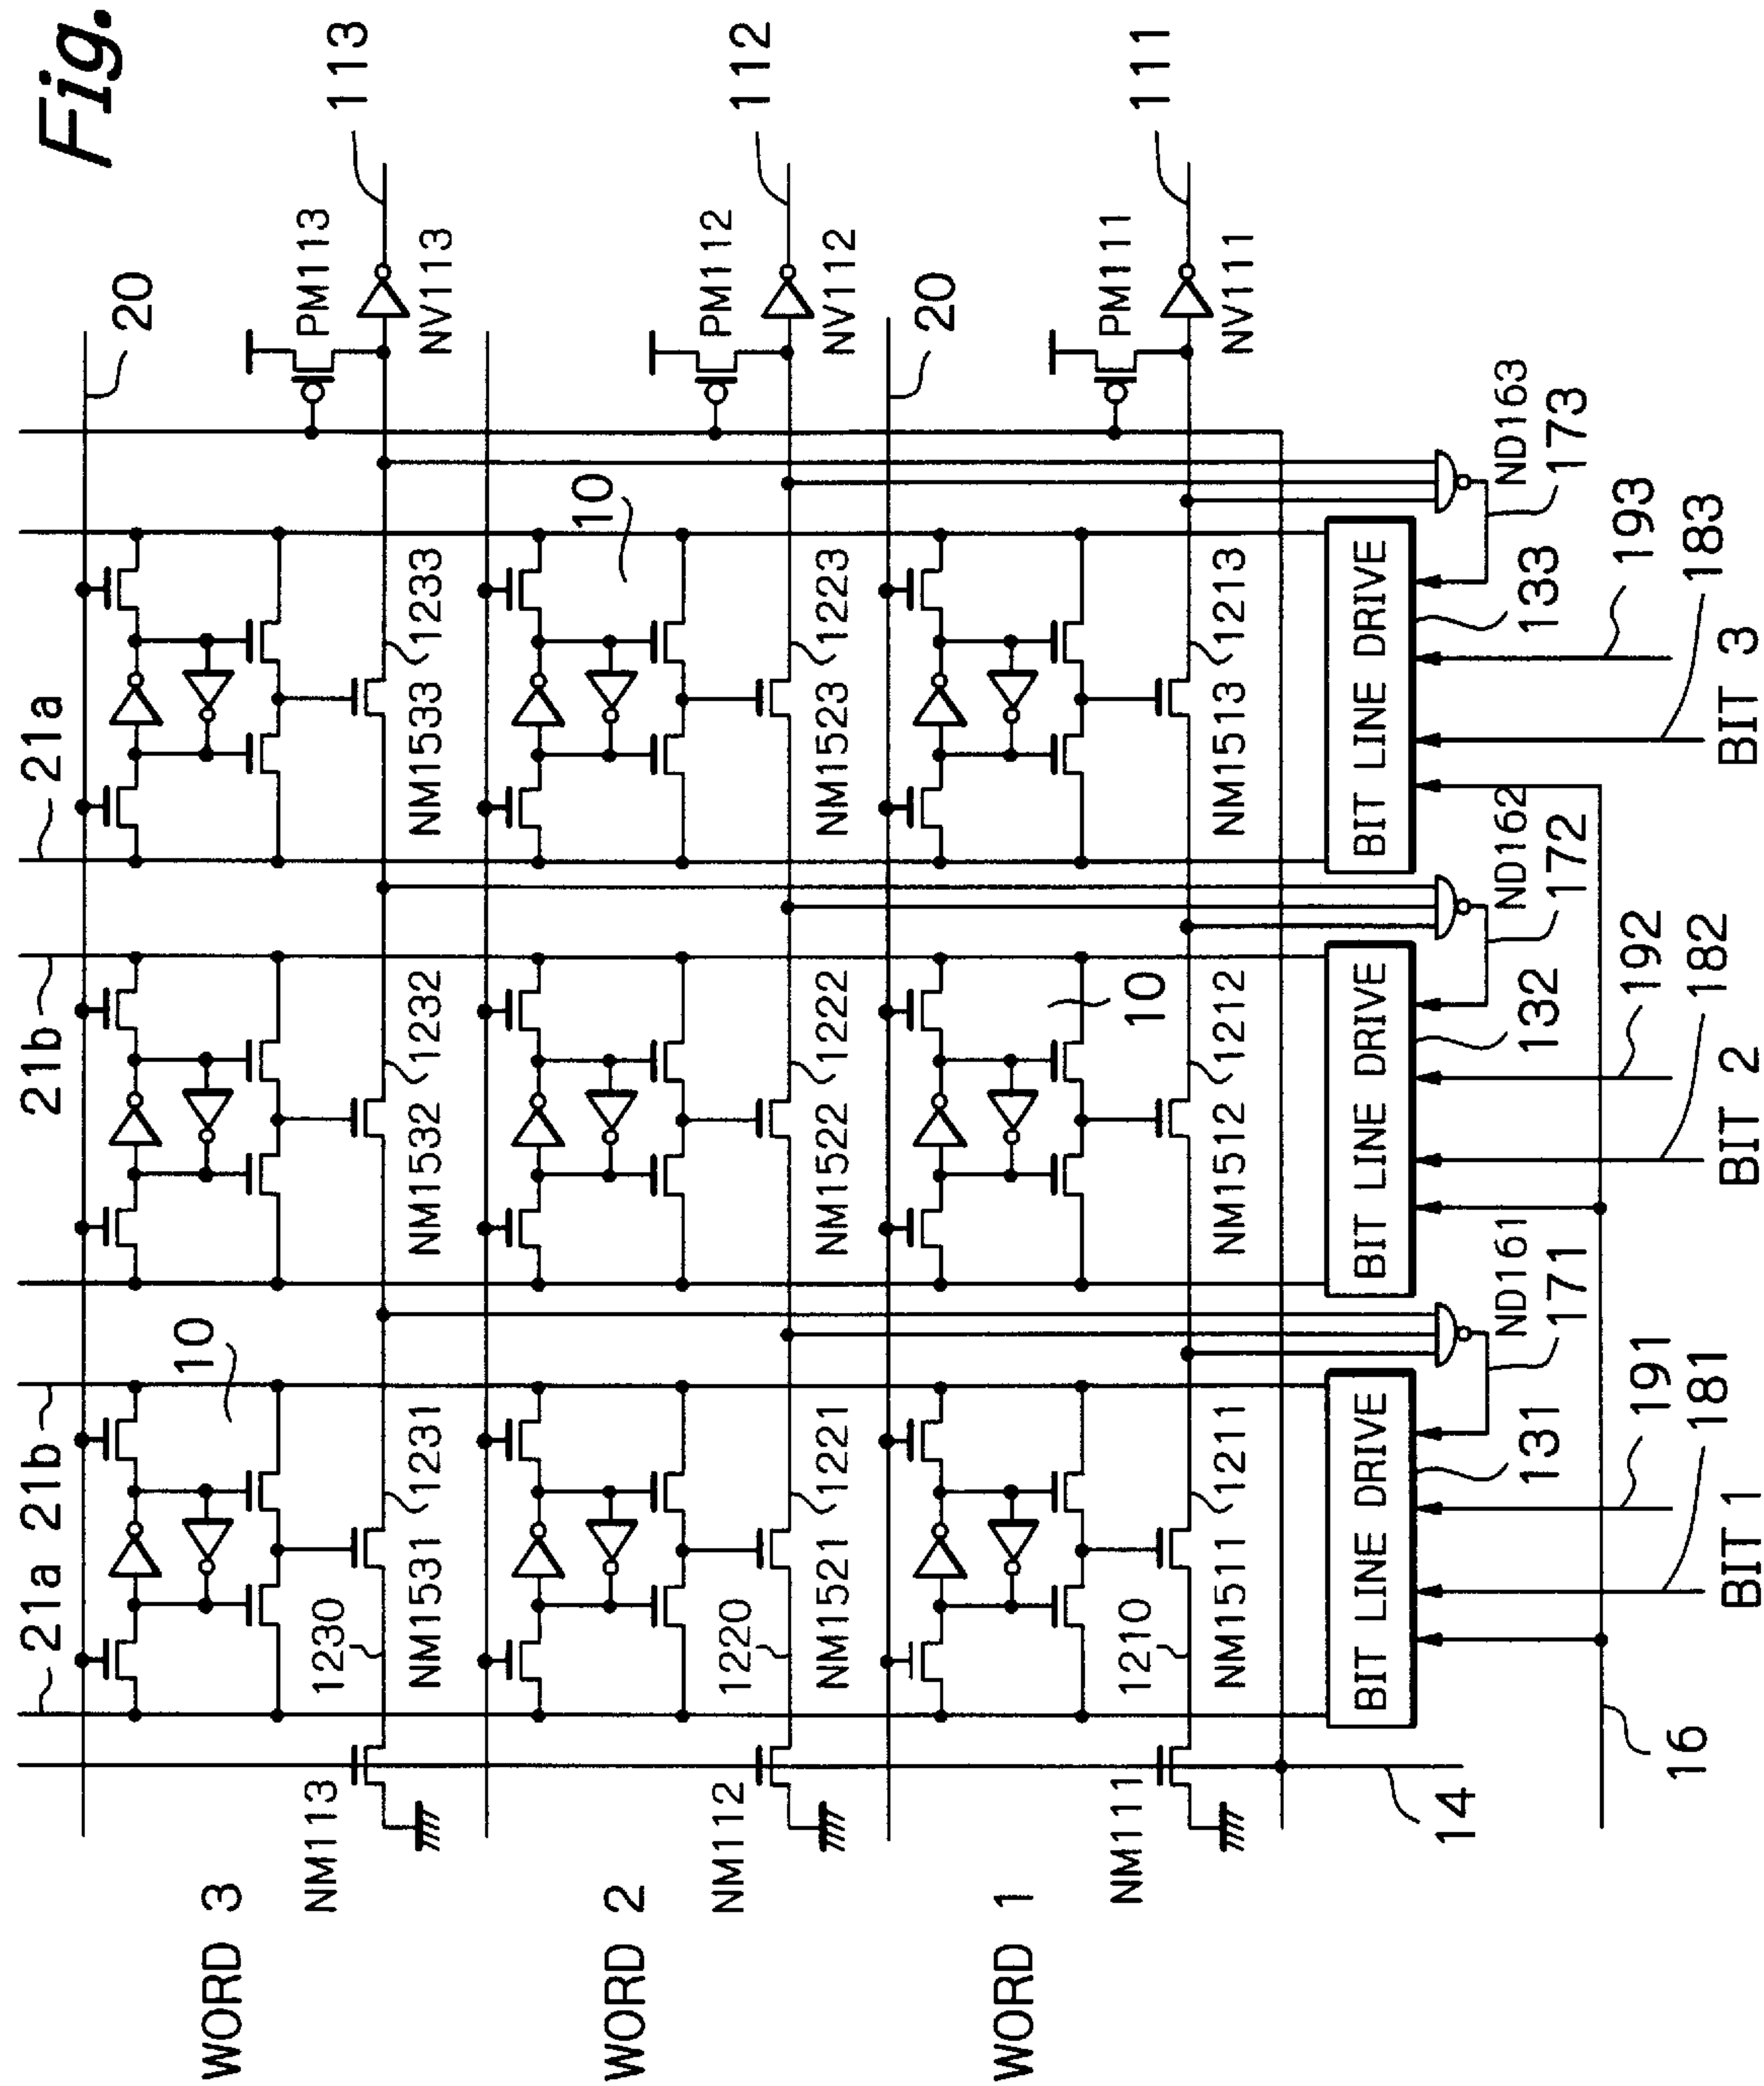 Fig.
WORD 3
WORD 2
WORD 1
21a
21b
21b
21a
20
10
1230
NM113
NM1531
1231
NM1532
1232
NM1533
1233
PM113
NV113
113
10
1220
NM112
NM1521
1221
NM1522
1222
NM1523
1223
PM112
NV112
112
20
10
1210
NM111
NM1511
1211
NM1512
1212
NM1513
1213
PM111
NV111
111
14
BIT LINE DRIVE
BIT LINE DRIVE
BIT LINE DRIVE
131
132
133
ND161
ND162
ND163
171
172
173
191
192
193
181
182
183
16
BIT 1
BIT 2
BIT 3